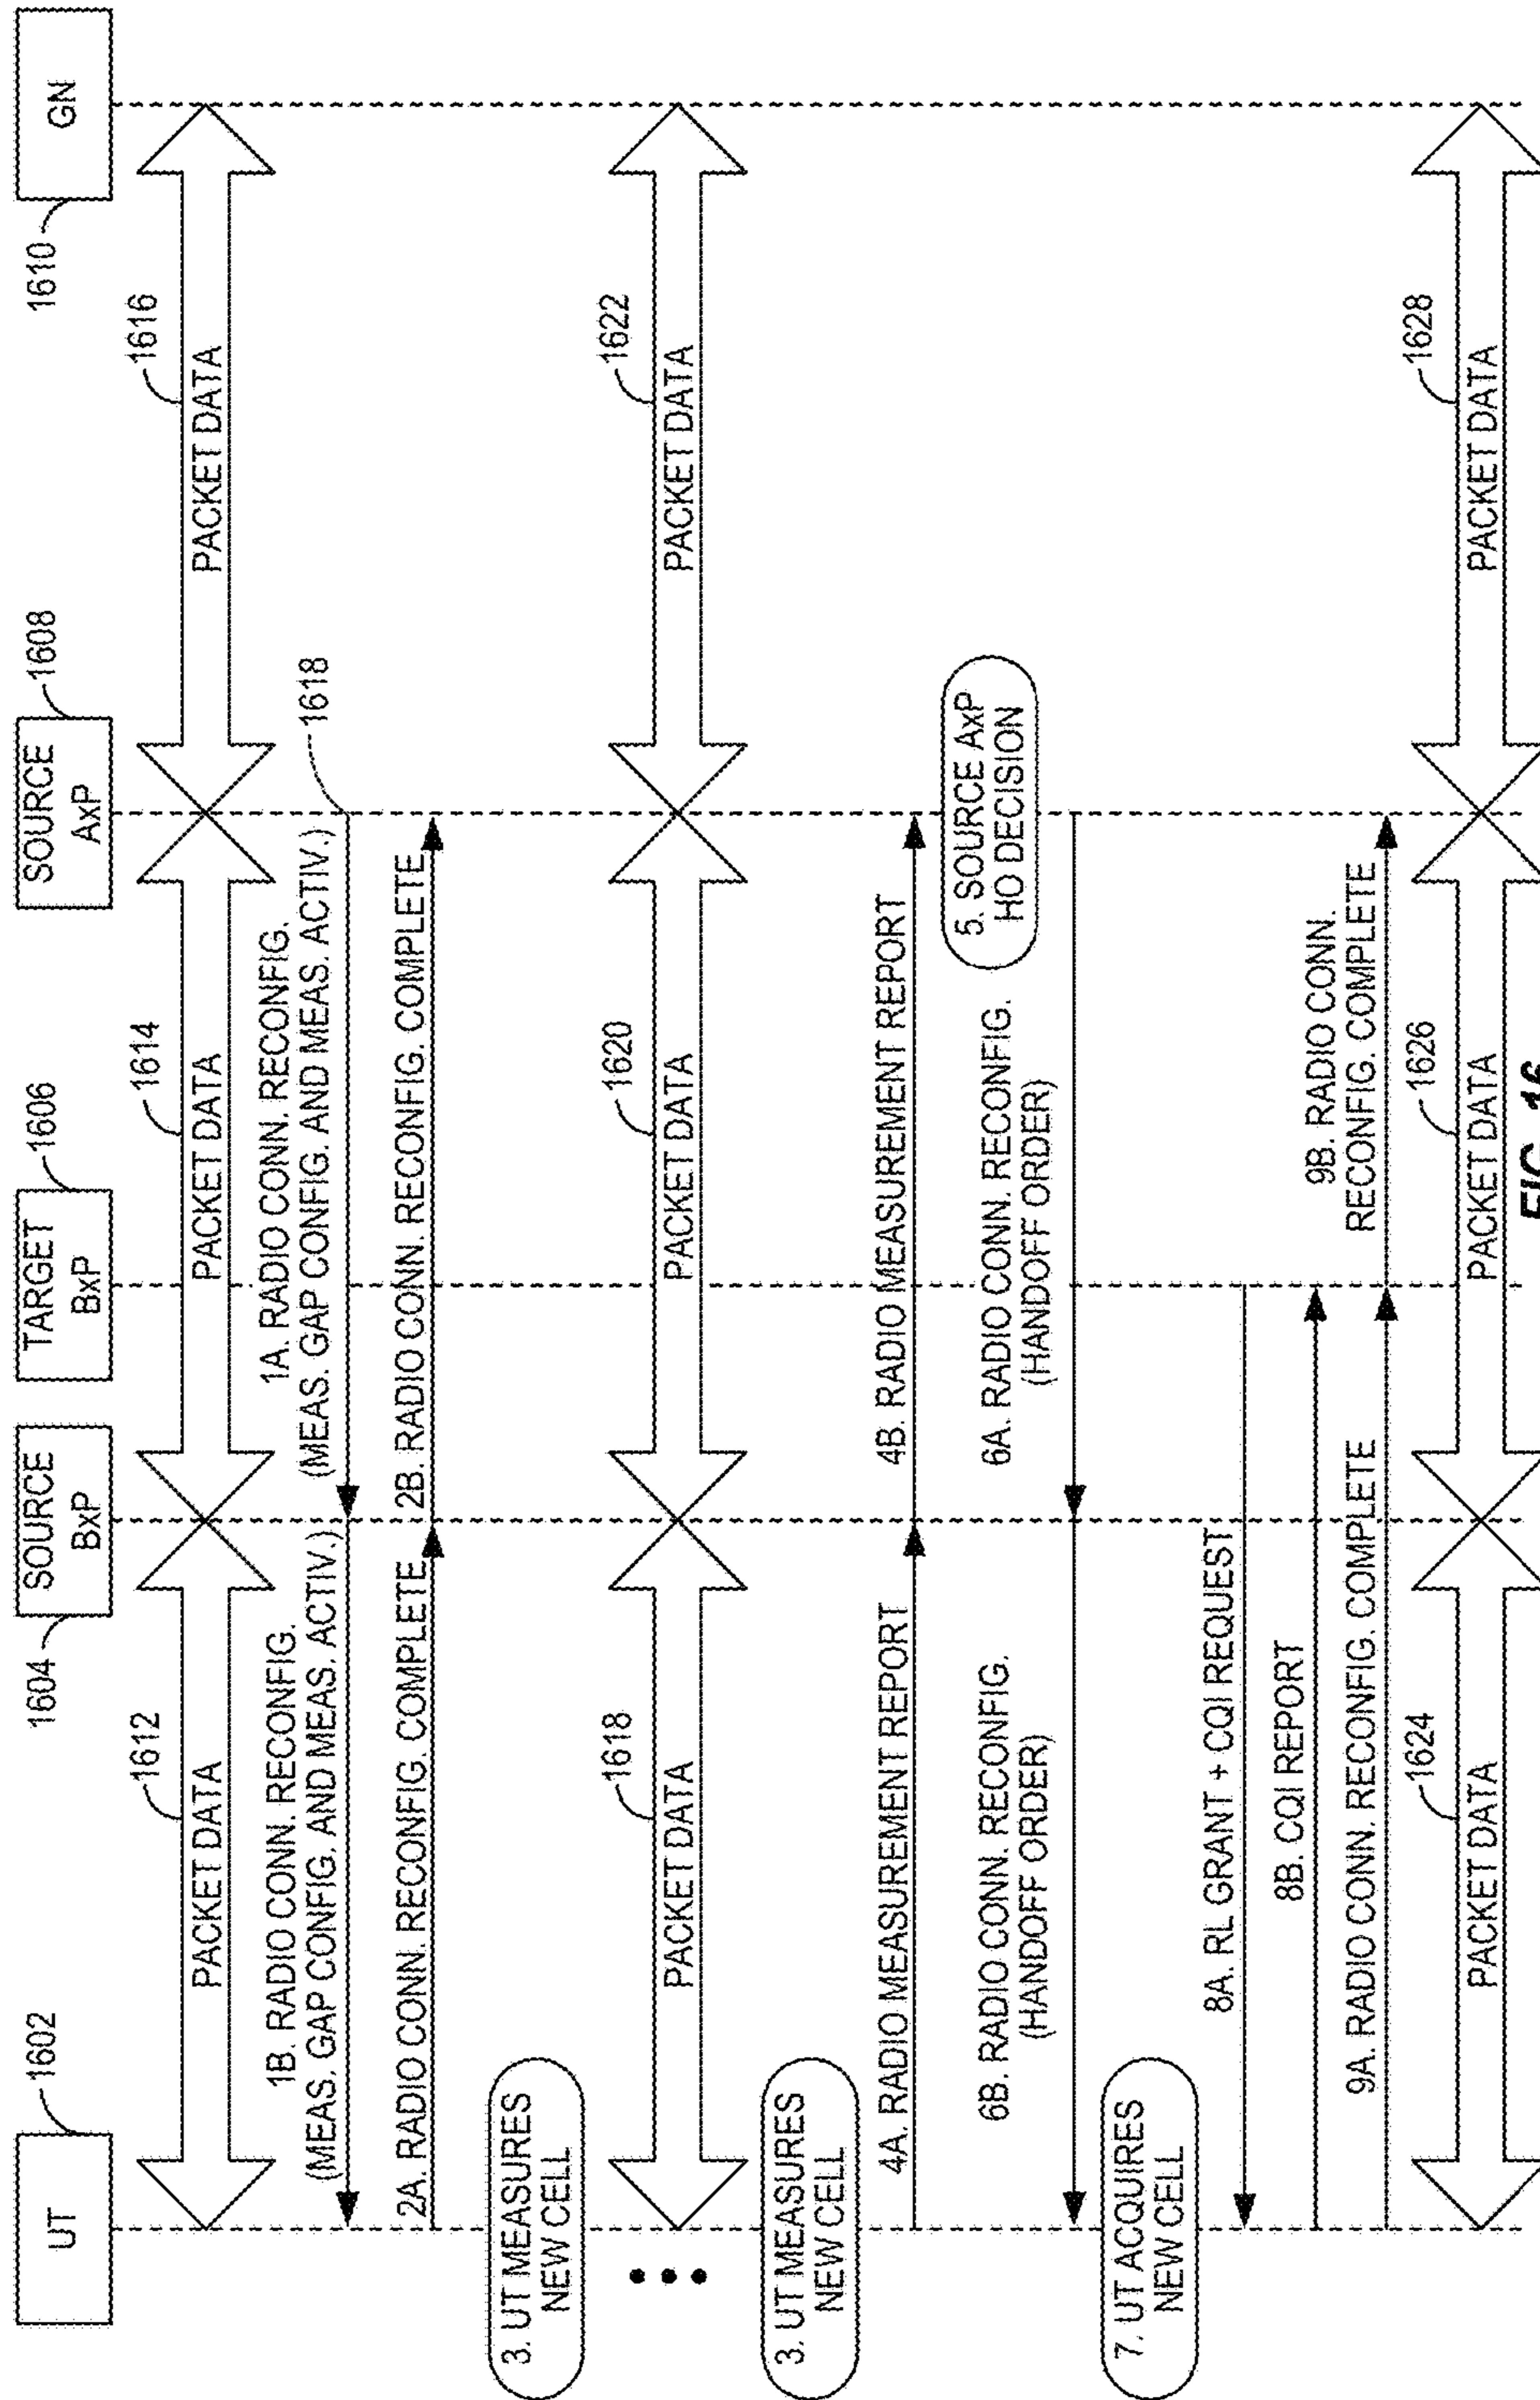 UT
1602
SOURCE
BxP
1604
TARGET
BxP
1606
SOURCE
AxP
1608
GN
1610
PACKET DATA
1612
PACKET DATA
1614
PACKET DATA
1616
1B. RADIO CONN. RECONFIG.
(MEAS. GAP CONFIG. AND MEAS. ACTIV.)
1A. RADIO CONN. RECONFIG.
(MEAS. GAP CONFIG. AND MEAS. ACTIV.)
1618
2A. RADIO CONN. RECONFIG. COMPLETE
2B. RADIO CONN. RECONFIG. COMPLETE
3. UT MEASURES
NEW CELL
PACKET DATA
1618
PACKET DATA
1620
PACKET DATA
1622
3. UT MEASURES
NEW CELL
4A. RADIO MEASUREMENT REPORT
4B. RADIO MEASUREMENT REPORT
5. SOURCE AxP
HO DECISION
6B. RADIO CONN. RECONFIG.
(HANDOFF ORDER)
6A. RADIO CONN. RECONFIG.
(HANDOFF ORDER)
7. UT ACQUIRES
NEW CELL
8A. RL GRANT + CQI REQUEST
8B. CQI REPORT
9A. RADIO CONN. RECONFIG. COMPLETE
9B. RADIO CONN.
RECONFIG. COMPLETE
PACKET DATA
1624
PACKET DATA
1626
PACKET DATA
1628
FIG. 16